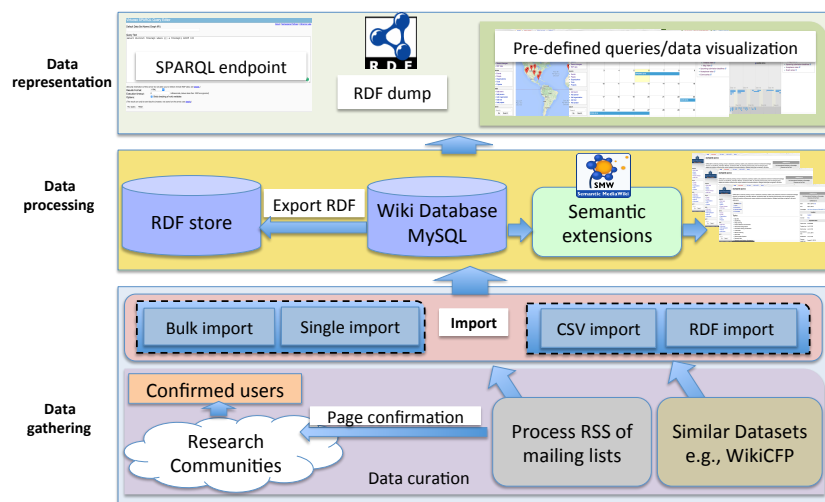 Data
representation
SPARQL endpoint
RDF
RDF dump
Pre-defined queries/data visualization
Data
processing
RDF store
Export RDF
Wiki Database
MySQL
SMW
Semantic MediaWiki
Semantic
extensions
Bulk import
Single import
Import
CSV import
RDF import
Data
gathering
Confirmed users
Page confirmation
Research
Communities
Data curation
Process RSS of
mailing lists
Similar Datasets
e.g., WikiCFP